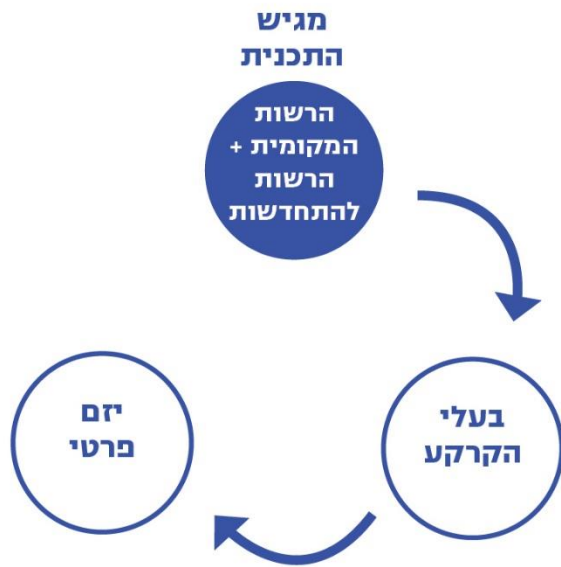 מגיש
התכנית
הרשות
המקומית +
הרשות
להתחדשות
בעלי
הקרקע
יזם
פרטי